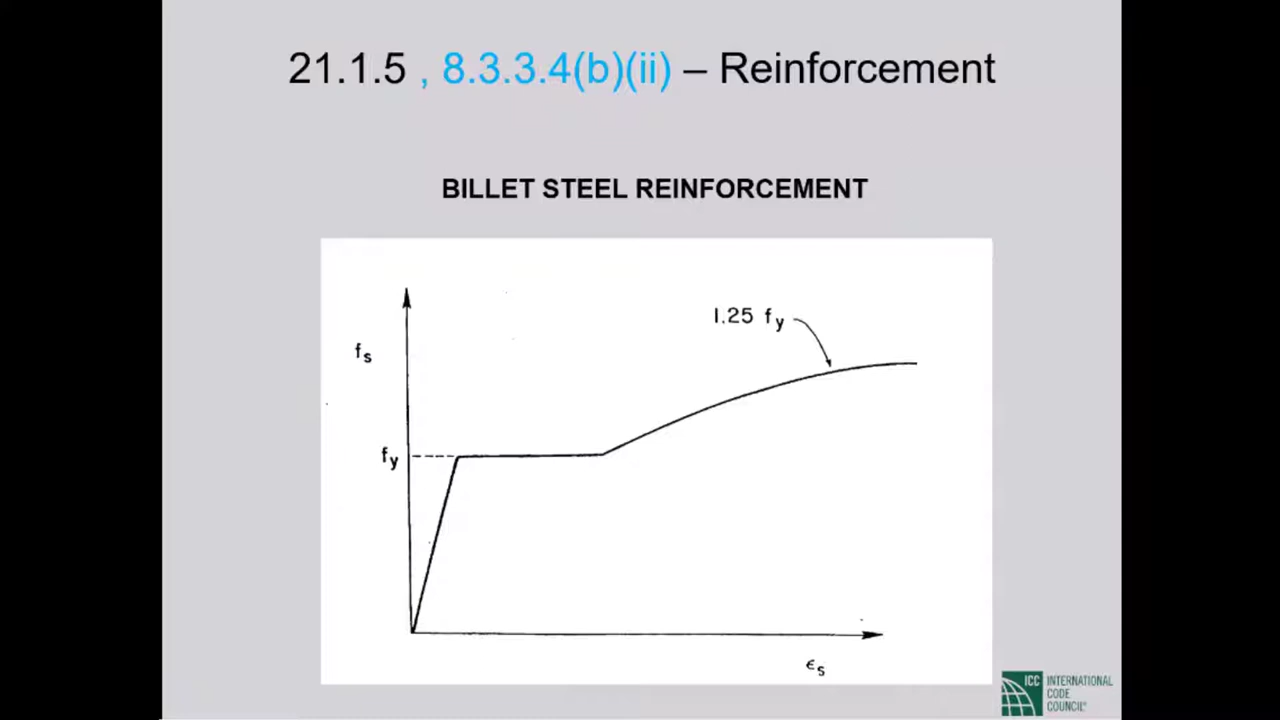 21.1.5 , 8.3.3.4(b)(ii) – Reinforcement
BILLET STEEL REINFORCEMENT
1.25 fy
fs
fy
ϵs
ICC INTERNATIONAL
CODE
COUNCIL®